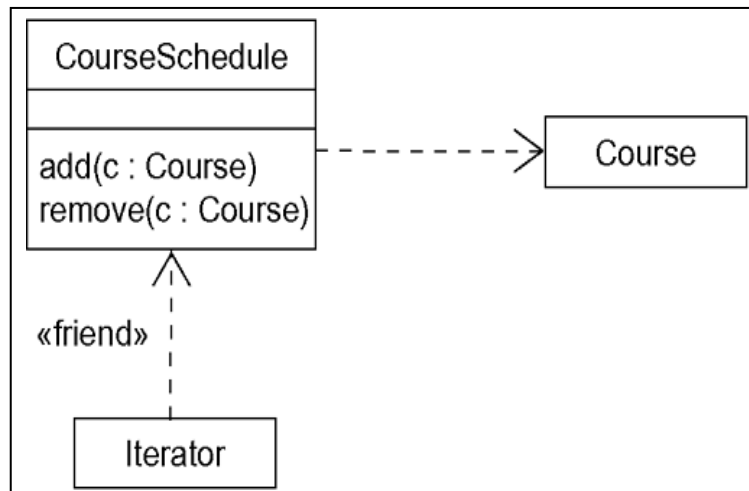 CourseSchedule
add(c : Course)
remove(c : Course)
Course
«friend»
Iterator